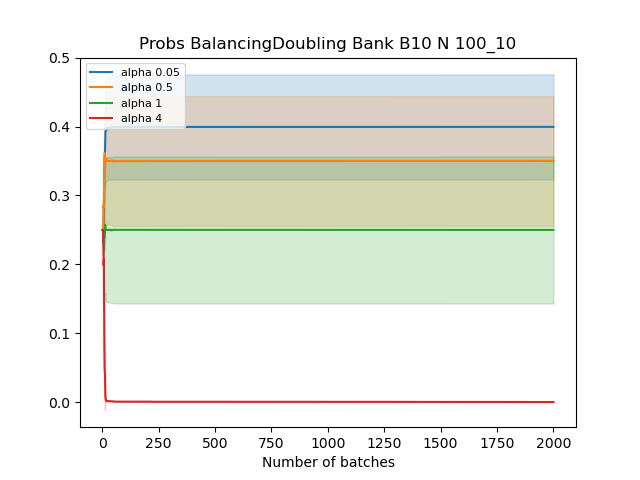 Probs BalancingDoubling Bank B10 N 100_10
0.5
0.4
0.3
0.2
0.1
0.0
alpha 0.05
alpha 0.5
alpha 1
alpha 4
0 250 500 750 1000 1250 1500 1750 2000
Number of batches